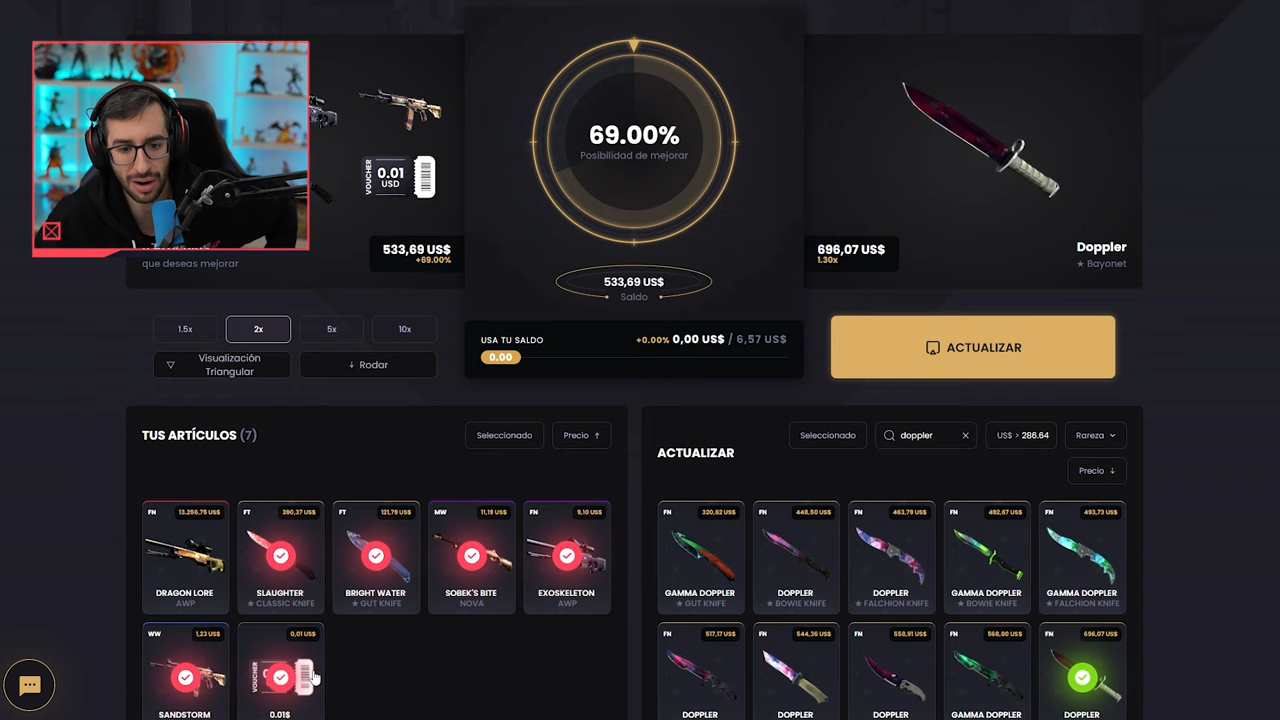 69.00%
Posibilidad de mejorar
VOUCHER
0.01
USD
533,69 US$
+69.00%
que deseas mejorar
696,07 US$
1.30x
Doppler
★ Bayonet
533,69 US$
Saldo
1.5x
2x
5x
10x
Visualización
Triangular
↓ Rodar
USA TU SALDO
+0.00% 0,00 US$ / 6,57 US$
0.00
ACTUALIZAR
TUS ARTÍCULOS (7)
Seleccionado
Precio ↑
ACTUALIZAR
Seleccionado
doppler
US$ > 286.64
Rareza
Precio ↓
FN 13.256,75 US$
DRAGON LORE
AWP
FT 390,37 US$
SLAUGHTER
★ CLASSIC KNIFE
FT 121,79 US$
BRIGHT WATER
★ GUT KNIFE
MW 11,19 US$
SOBEK'S BITE
NOVA
FN 9,10 US$
EXOSKELETON
AWP
WW 1,23 US$
SANDSTORM
0,01 US$
VOUCHER
0.01$
FN 320,62 US$
GAMMA DOPPLER
★ GUT KNIFE
FN 448,50 US$
DOPPLER
★ BOWIE KNIFE
FN 463,79 US$
DOPPLER
★ FALCHION KNIFE
FN 492,67 US$
GAMMA DOPPLER
★ BOWIE KNIFE
FN 493,73 US$
GAMMA DOPPLER
★ FALCHION KNIFE
FN 517,17 US$
DOPPLER
FN 544,36 US$
DOPPLER
FN 558,91 US$
DOPPLER
FN 568,80 US$
GAMMA DOPPLER
FN 696,07 US$
DOPPLER